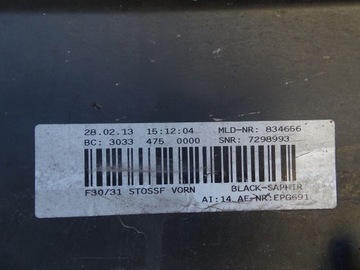 28.02.13 15:12:04 MLD-NR: 834656
BC: 3033 475 0000 SNR: 7298993
F30/31 STOSSF VORN BLACK-SAPHIR
AI:14 AE-NR:EPG691